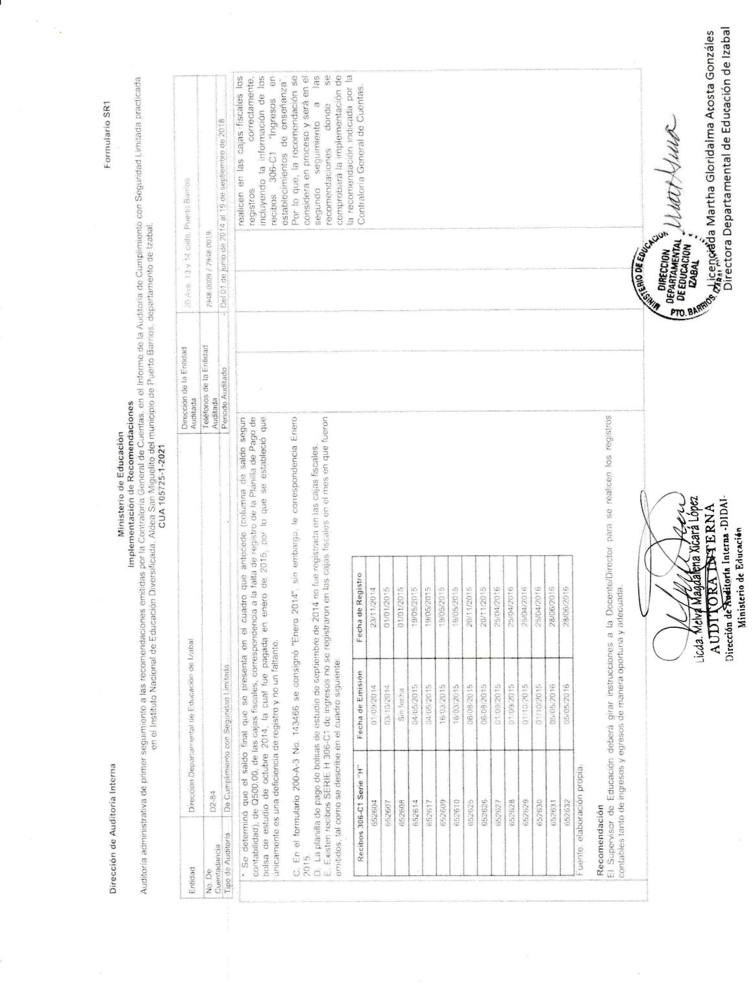 Dirección de Auditoría Interna
Formulario SR1
Ministerio de Educación
Implementación de Recomendaciones
Auditoría administrativa de primer seguimiento a las recomendaciones emitidas por la Contraloría General de Cuentas, en el Informe de la Auditoría de Cumplimiento con Seguridad Limitada practicada
en el Instituto Nacional de Educación Diversificada, Aldea San Miguelito del municipio de Puerto Barrios, departamento de Izabal.
CUA 105725-1-2021
Entidad
Dirección Departamental de Educación de Izabal
Dirección de la Entidad
Auditada
20 Ave. 13 y 14 calle, Puerto Barrios
No. De
Cuentadancia
D2-84
Teléfonos de la Entidad
Auditada
7948 0009 / 7948 0019
Tipo de Auditoría
De Cumplimiento con Seguridad Limitada
Periodo Auditado
Del 01 de junio de 2014 al 19 de septiembre de 2018
• Se determinó que el saldo final que se presenta en el cuadro que antecede (columna de saldo según
contabilidad), de Q500.00, de las cajas fiscales, correspondencia a la falta de registro de la Planilla de Pago de
bolsa de estudio de octubre 2014, la cual fue pagada en enero de 2015, por lo que se estableció que
únicamente es una deficiencia de registro y no un faltante.
C. En el formulario 200-A-3 No. 143466 se consignó "Enero 2014", sin embargo, le correspondencia Enero
2015.
D. La planilla de pago de bolsas de estudio de septiembre de 2014 no fue registrada en las cajas fiscales.
E. Existen recibos SERIE H 306-C1 de ingresos no se registraron en las cajas fiscales en el mes en que fueron
emitidos, tal como se describe en el cuadro siguiente:
Recibos 306-C1 Serie "H" Fecha de Emisión Fecha de Registro
652604 01/09/2014 23/11/2014
652607 03/10/2014 01/01/2015
652608 Sin fecha 01/01/2015
652614 04/05/2015 19/05/2015
652617 04/05/2015 19/05/2015
652609 16/03/2015 19/05/2015
652610 16/03/2015 19/05/2015
652625 06/08/2015 20/11/2015
652626 06/08/2015 20/11/2015
652627 01/09/2015 25/04/2016
652628 01/09/2015 25/04/2016
652629 01/10/2015 25/04/2016
652630 01/10/2015 25/04/2016
652631 05/05/2016 28/06/2016
652632 05/05/2016 28/06/2016
Fuente: elaboración propia.
Recomendación
El Supervisor de Educación deberá girar instrucciones a la Docente/Director para se realicen los registros
contables tanto de ingresos y egresos de manera oportuna y adecuada.
realicen en las cajas fiscales los
registros correctamente,
incluyendo la información de los
recibos 306-C1 "Ingresos en
establecimientos de enseñanza".
Por lo que, la recomendación se
considera en proceso y será en el
segundo seguimiento a las
recomendaciones donde se
comprobará la implementación de
la recomendación indicada por la
Contraloría General de Cuentas.
Licda. Melva Magdalena Xicará López
AUDITORA INTERNA
Dirección de Auditoría Interna -DIDAI-
Ministerio de Educación
MINISTERIO DE EDUCACION
DIRECCION
DEPARTAMENTAL
DE EDUCACION
IZABAL
PTO. BARRIOS, IZABAL
Licenciada Martha Gloridalma Acosta Gonzáles
Directora Departamental de Educación de Izabal